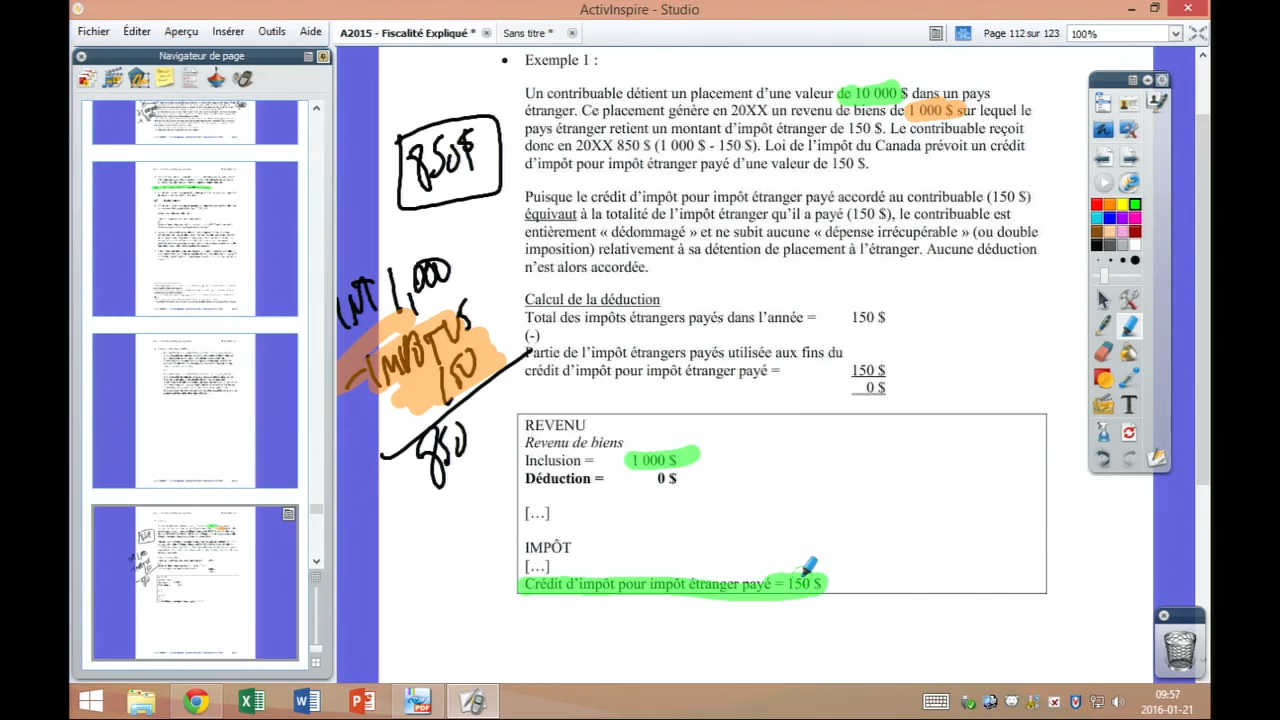 ActivInspire - Studio
Fichier Éditer Aperçu Insérer Outils Aide
A2015 - Fiscalité Expliqué * Sans titre *
Page 112 sur 123 100%
Navigateur de page
• Exemple 1 :
Un contribuable détient un placement d’une valeur de 10 000 $ dans un pays
étranger. Ce placement génère en 20XX un revenu de biens de 1 000 $ sur lequel le
pays étranger retient un montant d’impôt étranger de 150 $. Le contribuable reçoit
donc en 20XX 850 $ (1 000 $ - 150 $). Loi de l’impôt du Canada prévoit un crédit
d’impôt pour impôt étranger payé d’une valeur de 150 $.
Puisque le crédit d’impôt pour impôt étranger payé accordé au contribuable (150 $)
équivaut à la totalité de l’impôt étranger qu’il a payé (150 $), le contribuable est
entièrement « dédommagé » et ne subit aucune « dépense irrécupérable » (ou double
imposition) relativement à sa détention de placement à l’étranger. Aucune déduction
n’est alors accordée.
Calcul de la déduction
Total des impôts étrangers payés dans l’année = 150 $
(-)
Partie de l’impôt étrangers payés utilisée aux fins du
crédit d’impôt pour impôt étranger payé = 150 $
0 $
REVENU
Revenu de biens
Inclusion = 1 000 $
Déduction = 0 $
[…]
IMPÔT
[…]
Crédit d’impôt pour impôt étranger payé = 150 $
850$
INT 1,000
IMPÔT
150
850
09:57
2016-01-21